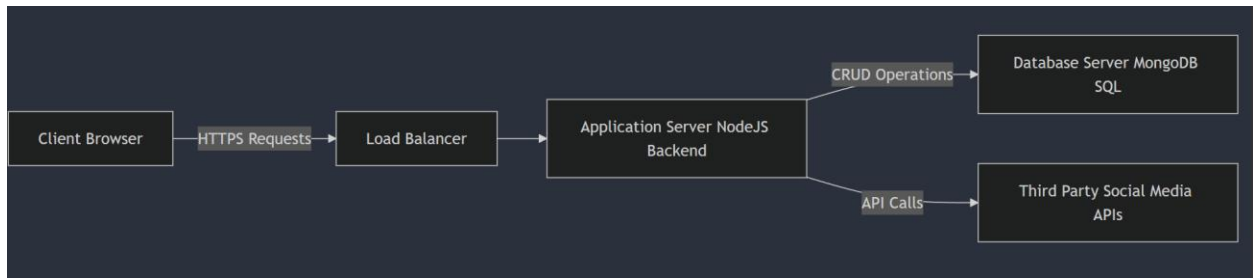 Client Browser
HTTPS Requests
Load Balancer
Application Server NodeJS
Backend
CRUD Operations
Database Server MongoDB
SQL
API Calls
Third Party Social Media
APIs